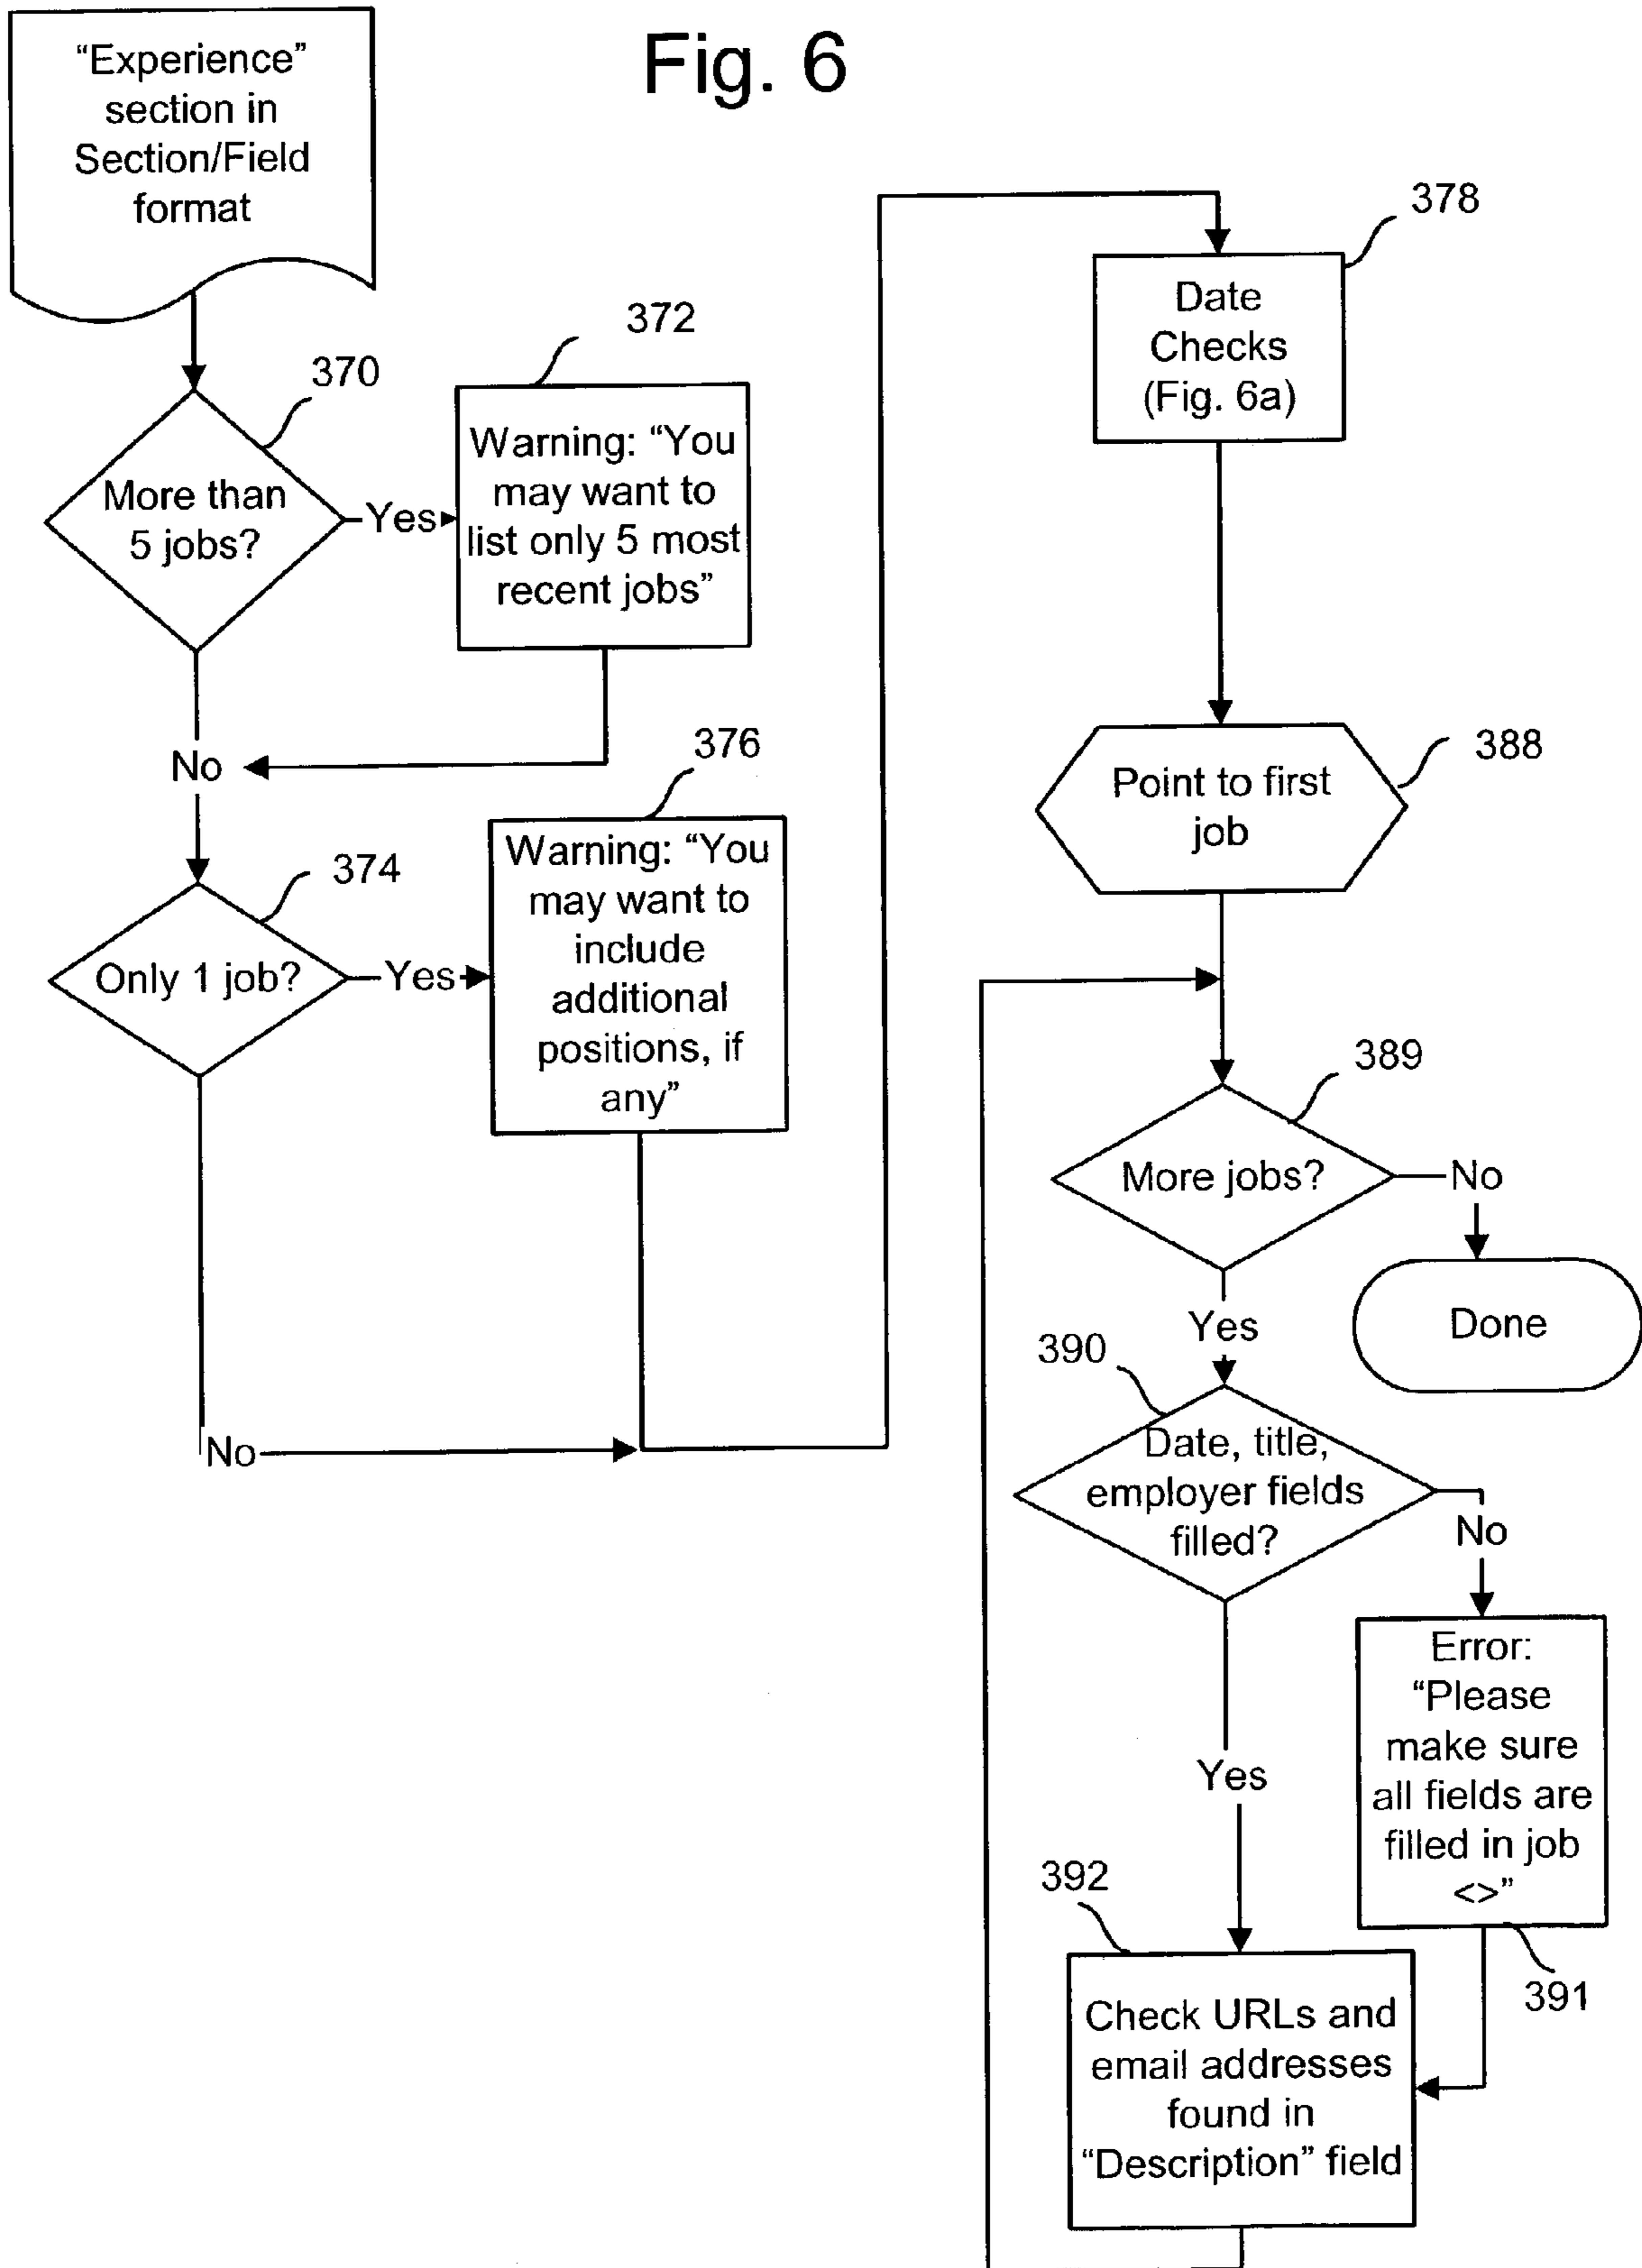 Fig. 6
“Experience”
section in
Section/Field
format
370
More than
5 jobs?
Yes
372
Warning: “You
may want to
list only 5 most
recent jobs”
No
374
Only 1 job?
Yes
376
Warning: “You
may want to
include
additional
positions, if
any”
No
378
Date
Checks
(Fig. 6a)
388
Point to first
job
389
More jobs?
No
Done
Yes
390
Date, title,
employer fields
filled?
No
Error:
“Please
make sure
all fields are
filled in job
<>”
391
Yes
392
Check URLs and
email addresses
found in
“Description” field